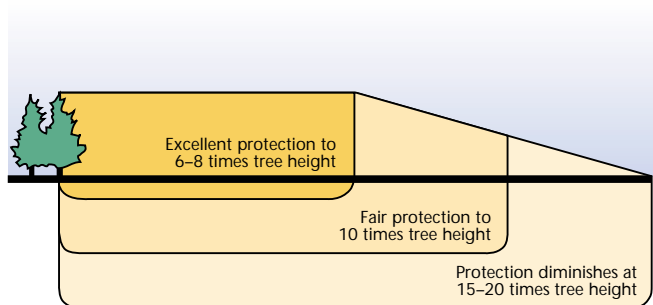 Excellent protection to
6–8 times tree height
Fair protection to
10 times tree height
Protection diminishes at
15–20 times tree height